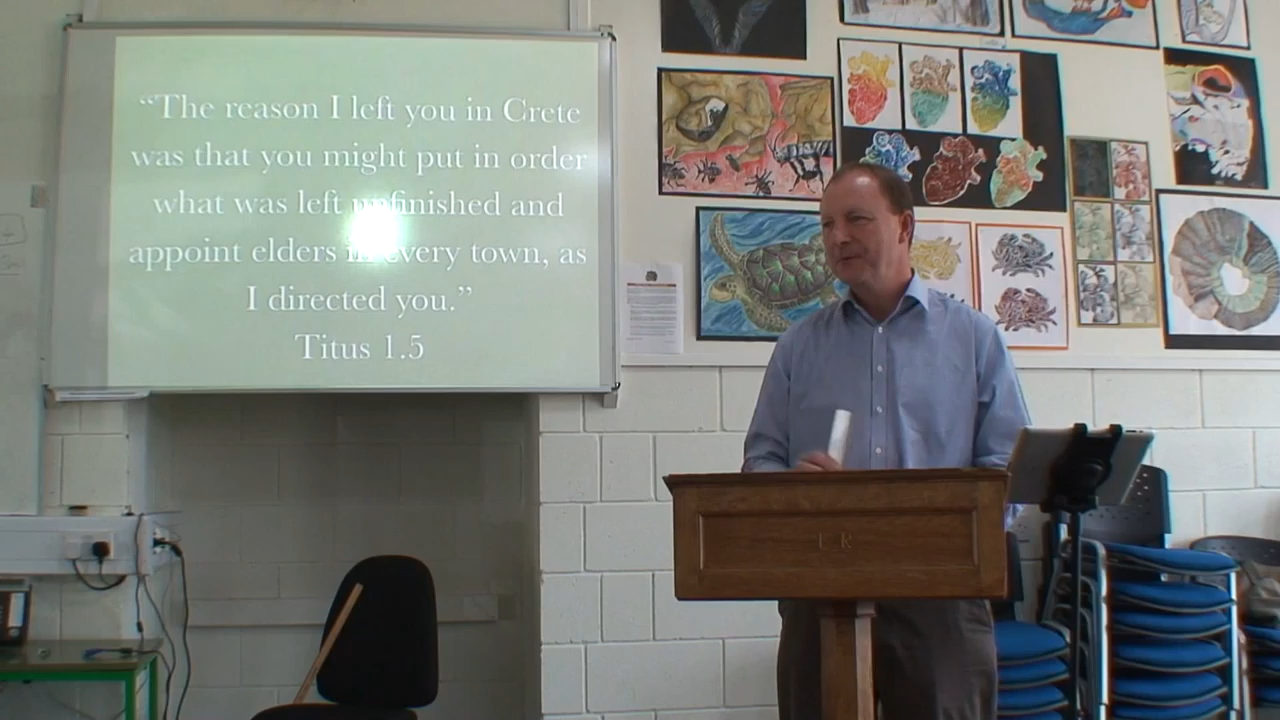 “The reason I left you in Crete
was that you might put in order
what was left unfinished and
appoint elders in every town, as
I directed you.”
Titus 1.5